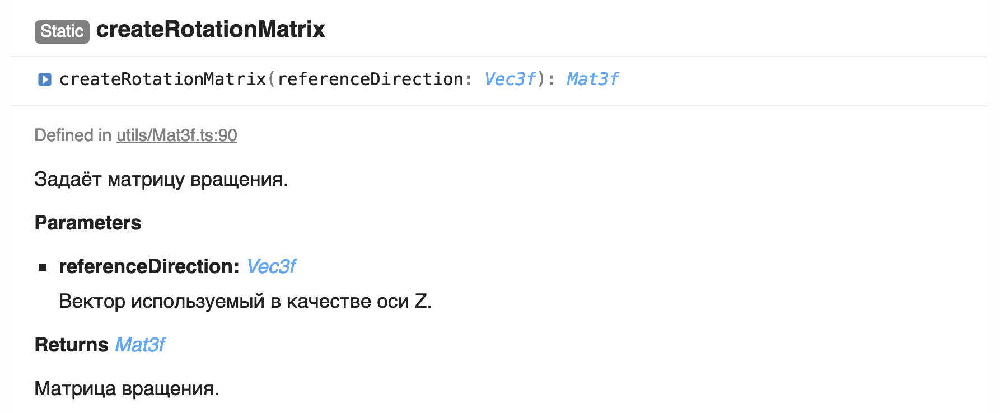 Static createRotationMatrix
createRotationMatrix(referenceDirection: Vec3f): Mat3f
Defined in utils/Mat3f.ts:90
Задаёт матрицу вращения.
Parameters
referenceDirection: Vec3f
Вектор используемый в качестве оси Z.
Returns Mat3f
Матрица вращения.